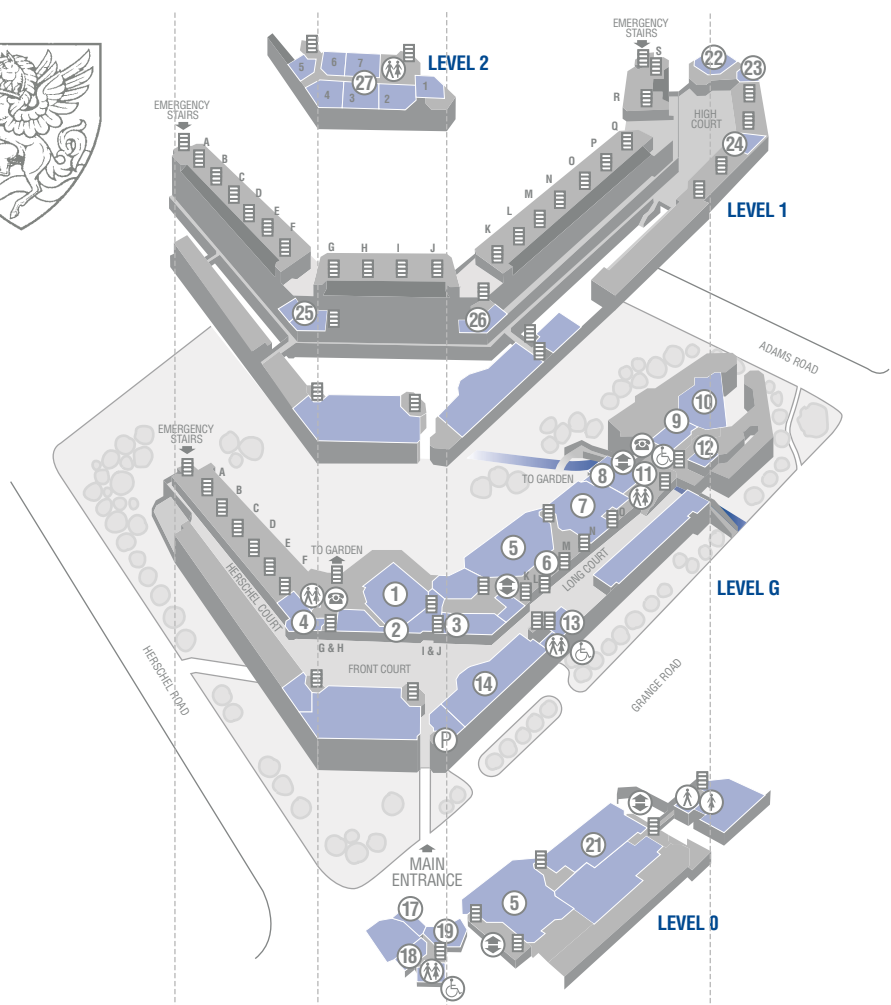 LEVEL 2
5 6 7
27
4 3 2 1
EMERGENCY
STAIRS
S
R
22
23
HIGH
COURT
24
LEVEL 1
EMERGENCY
STAIRS
A
B
C
D
E
F
G H I J
K
L
M
N
O
P
Q
25
26
ADAMS ROAD
EMERGENCY
STAIRS
A
B
C
D
E
F
TO GARDEN
TO GARDEN
10
9
12
8
11
7
5
6
K
L
M
N
O
1
2
3
4
G & H
I & J
HERSCHEL COURT
FRONT COURT
LONG COURT
13
14
P
LEVEL G
HERSCHEL ROAD
GRANGE ROAD
MAIN
ENTRANCE
21
5
LEVEL 0
17
19
18